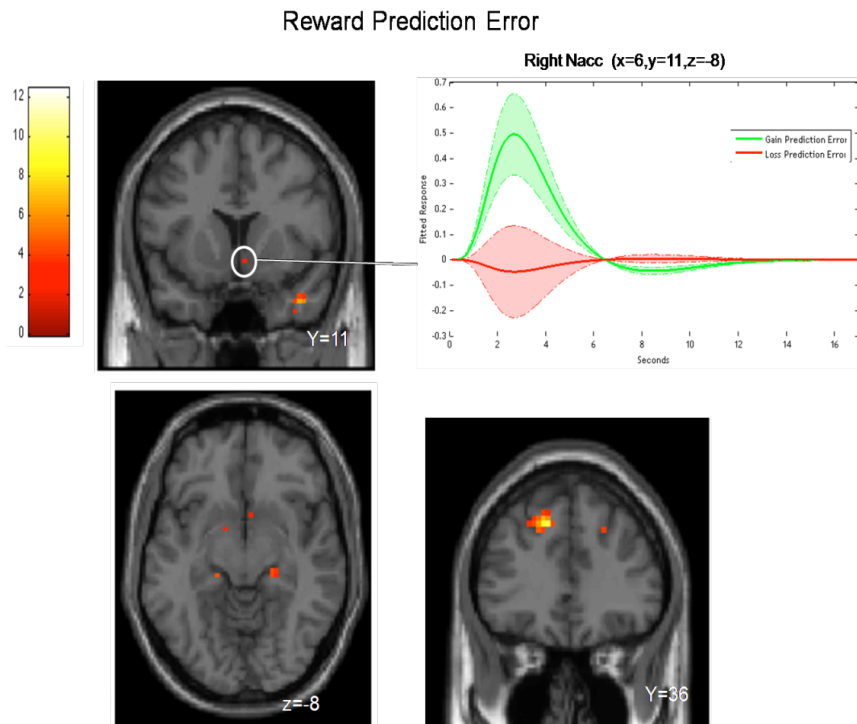 Reward Prediction Error
Right Nacc (x=6,y=11,z=-8)
12
10
8
6
4
2
0
Y=11
0.7
0.6
0.5
0.4
0.3
0.2
0.1
0
-0.1
-0.2
-0.3
Fitted Response
Gain Prediction Error
Loss Prediction Error
0 2 4 6 8 10 12 14 16
Seconds
z=-8
Y=36